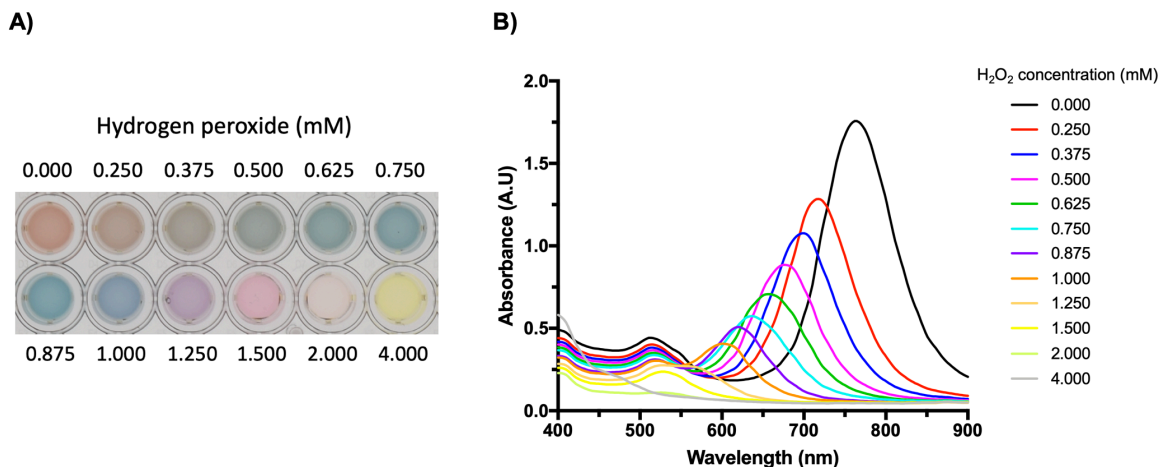 A)
Hydrogen peroxide (mM)
0.000 0.250 0.375 0.500 0.625 0.750
0.875 1.000 1.250 1.500 2.000 4.000
B)
2.0
1.5
1.0
0.5
0.0
Absorbance (A.U)
400 500 600 700 800 900
Wavelength (nm)
H₂O₂ concentration (mM)
0.000
0.250
0.375
0.500
0.625
0.750
0.875
1.000
1.250
1.500
2.000
4.000